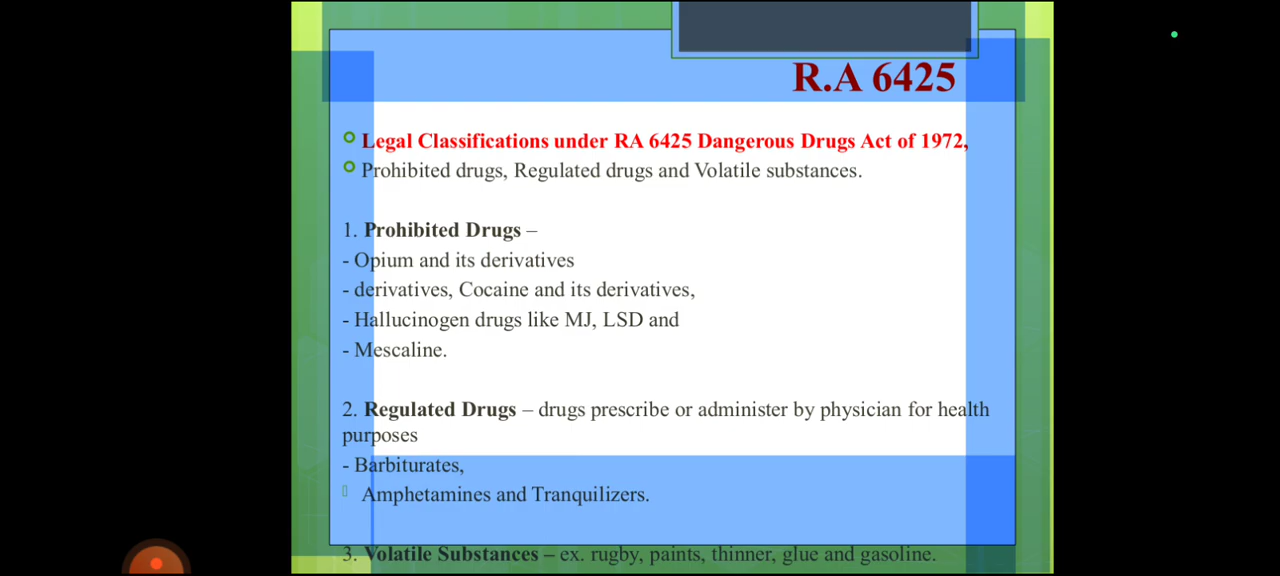 R.A 6425
Legal Classifications under RA 6425 Dangerous Drugs Act of 1972,
Prohibited drugs, Regulated drugs and Volatile substances.
1. Prohibited Drugs –
- Opium and its derivatives
- derivatives, Cocaine and its derivatives,
- Hallucinogen drugs like MJ, LSD and
- Mescaline.
2. Regulated Drugs – drugs prescribe or administer by physician for health
purposes
- Barbiturates,
Amphetamines and Tranquilizers.
3. Volatile Substances – ex. rugby, paints, thinner, glue and gasoline.